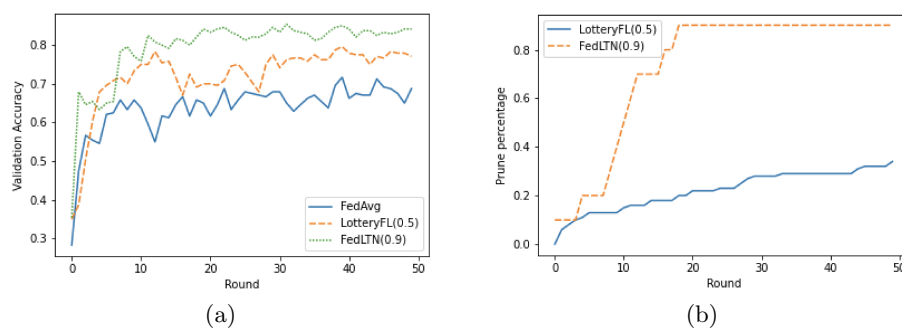 0.8
0.7
0.6
0.5
0.4
0.3
Validation Accuracy
0 10 20 30 40 50
Round
FedAvg
LotteryFL(0.5)
FedLTN(0.9)
(a)
LotteryFL(0.5)
FedLTN(0.9)
0.8
0.6
0.4
0.2
0.0
Prune percentage
0 10 20 30 40 50
Round
(b)